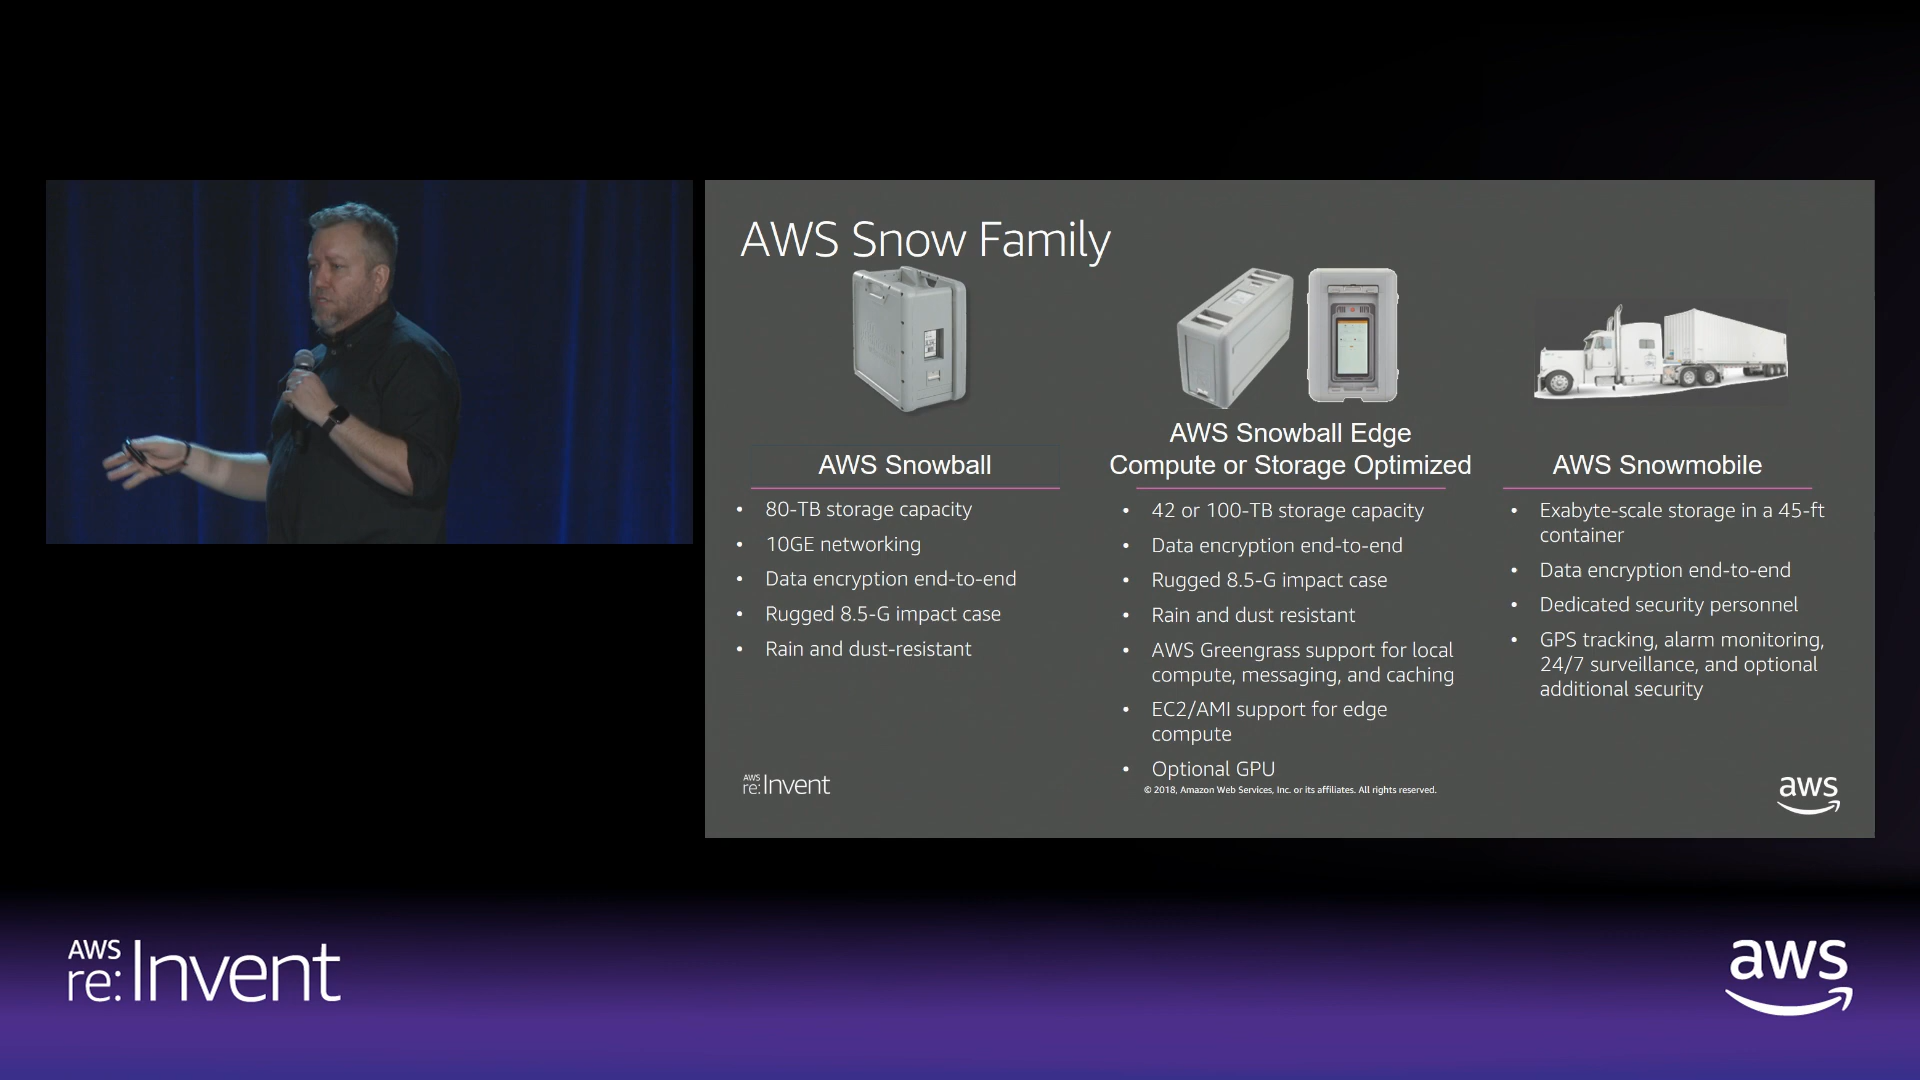 AWS Snow Family
AWS Snowball
• 80-TB storage capacity
• 10GE networking
• Data encryption end-to-end
• Rugged 8.5-G impact case
• Rain and dust-resistant
AWS Snowball Edge
Compute or Storage Optimized
• 42 or 100-TB storage capacity
• Data encryption end-to-end
• Rugged 8.5-G impact case
• Rain and dust resistant
• AWS Greengrass support for local
compute, messaging, and caching
• EC2/AMI support for edge
compute
• Optional GPU
AWS Snowmobile
• Exabyte-scale storage in a 45-ft
container
• Data encryption end-to-end
• Dedicated security personnel
• GPS tracking, alarm monitoring,
24/7 surveillance, and optional
additional security
AWS
re:Invent
© 2018, Amazon Web Services, Inc. or its affiliates. All rights reserved.
aws
AWS
re:Invent
aws